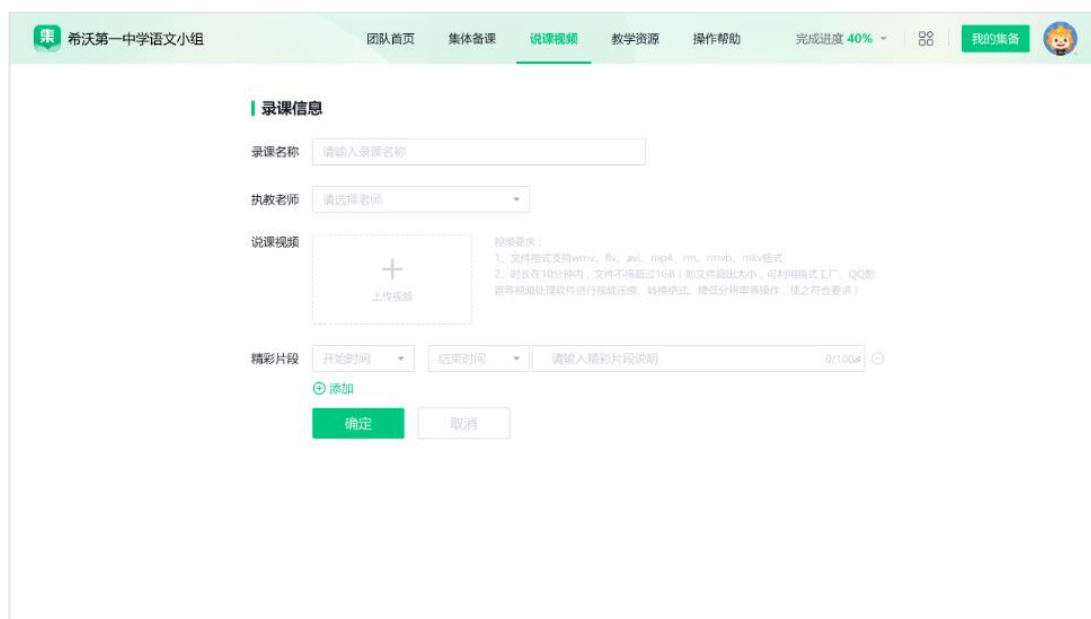 集 希沃第一中学语文小组 团队首页 集体备课 说课视频 教学资源 操作帮助 完成进度 40% 我的集备
录课信息
录课名称 请输入录课名称
执教老师 请选择老师
说课视频
上传视频
视频要求：
1、文件格式支持wmv、flv、avi、mp4、rm、rmvb、mkv格式
2、时长在10分钟内，文件不得超过1GB（如文件超出大小，可利用格式工厂、QQ影
音等视频处理软件进行视频压缩、转换格式、降低分辨率等操作，使之符合要求）
精彩片段 开始时间 结束时间 请输入精彩片段说明 0/100
添加
确定 取消